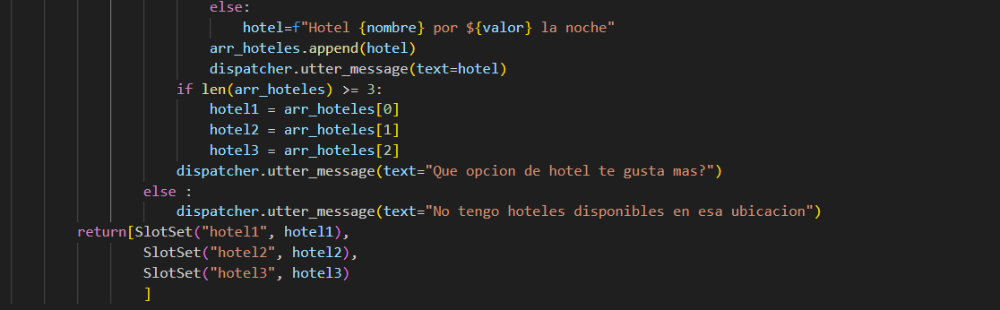 else:
hotel=f"Hotel {nombre} por ${valor} la noche"
arr_hoteles.append(hotel)
dispatcher.utter_message(text=hotel)
if len(arr_hoteles) >= 3:
hotel1 = arr_hoteles[0]
hotel2 = arr_hoteles[1]
hotel3 = arr_hoteles[2]
dispatcher.utter_message(text="Que opcion de hotel te gusta mas?")
else :
dispatcher.utter_message(text="No tengo hoteles disponibles en esa ubicacion")
return[SlotSet("hotel1", hotel1),
SlotSet("hotel2", hotel2),
SlotSet("hotel3", hotel3)
]